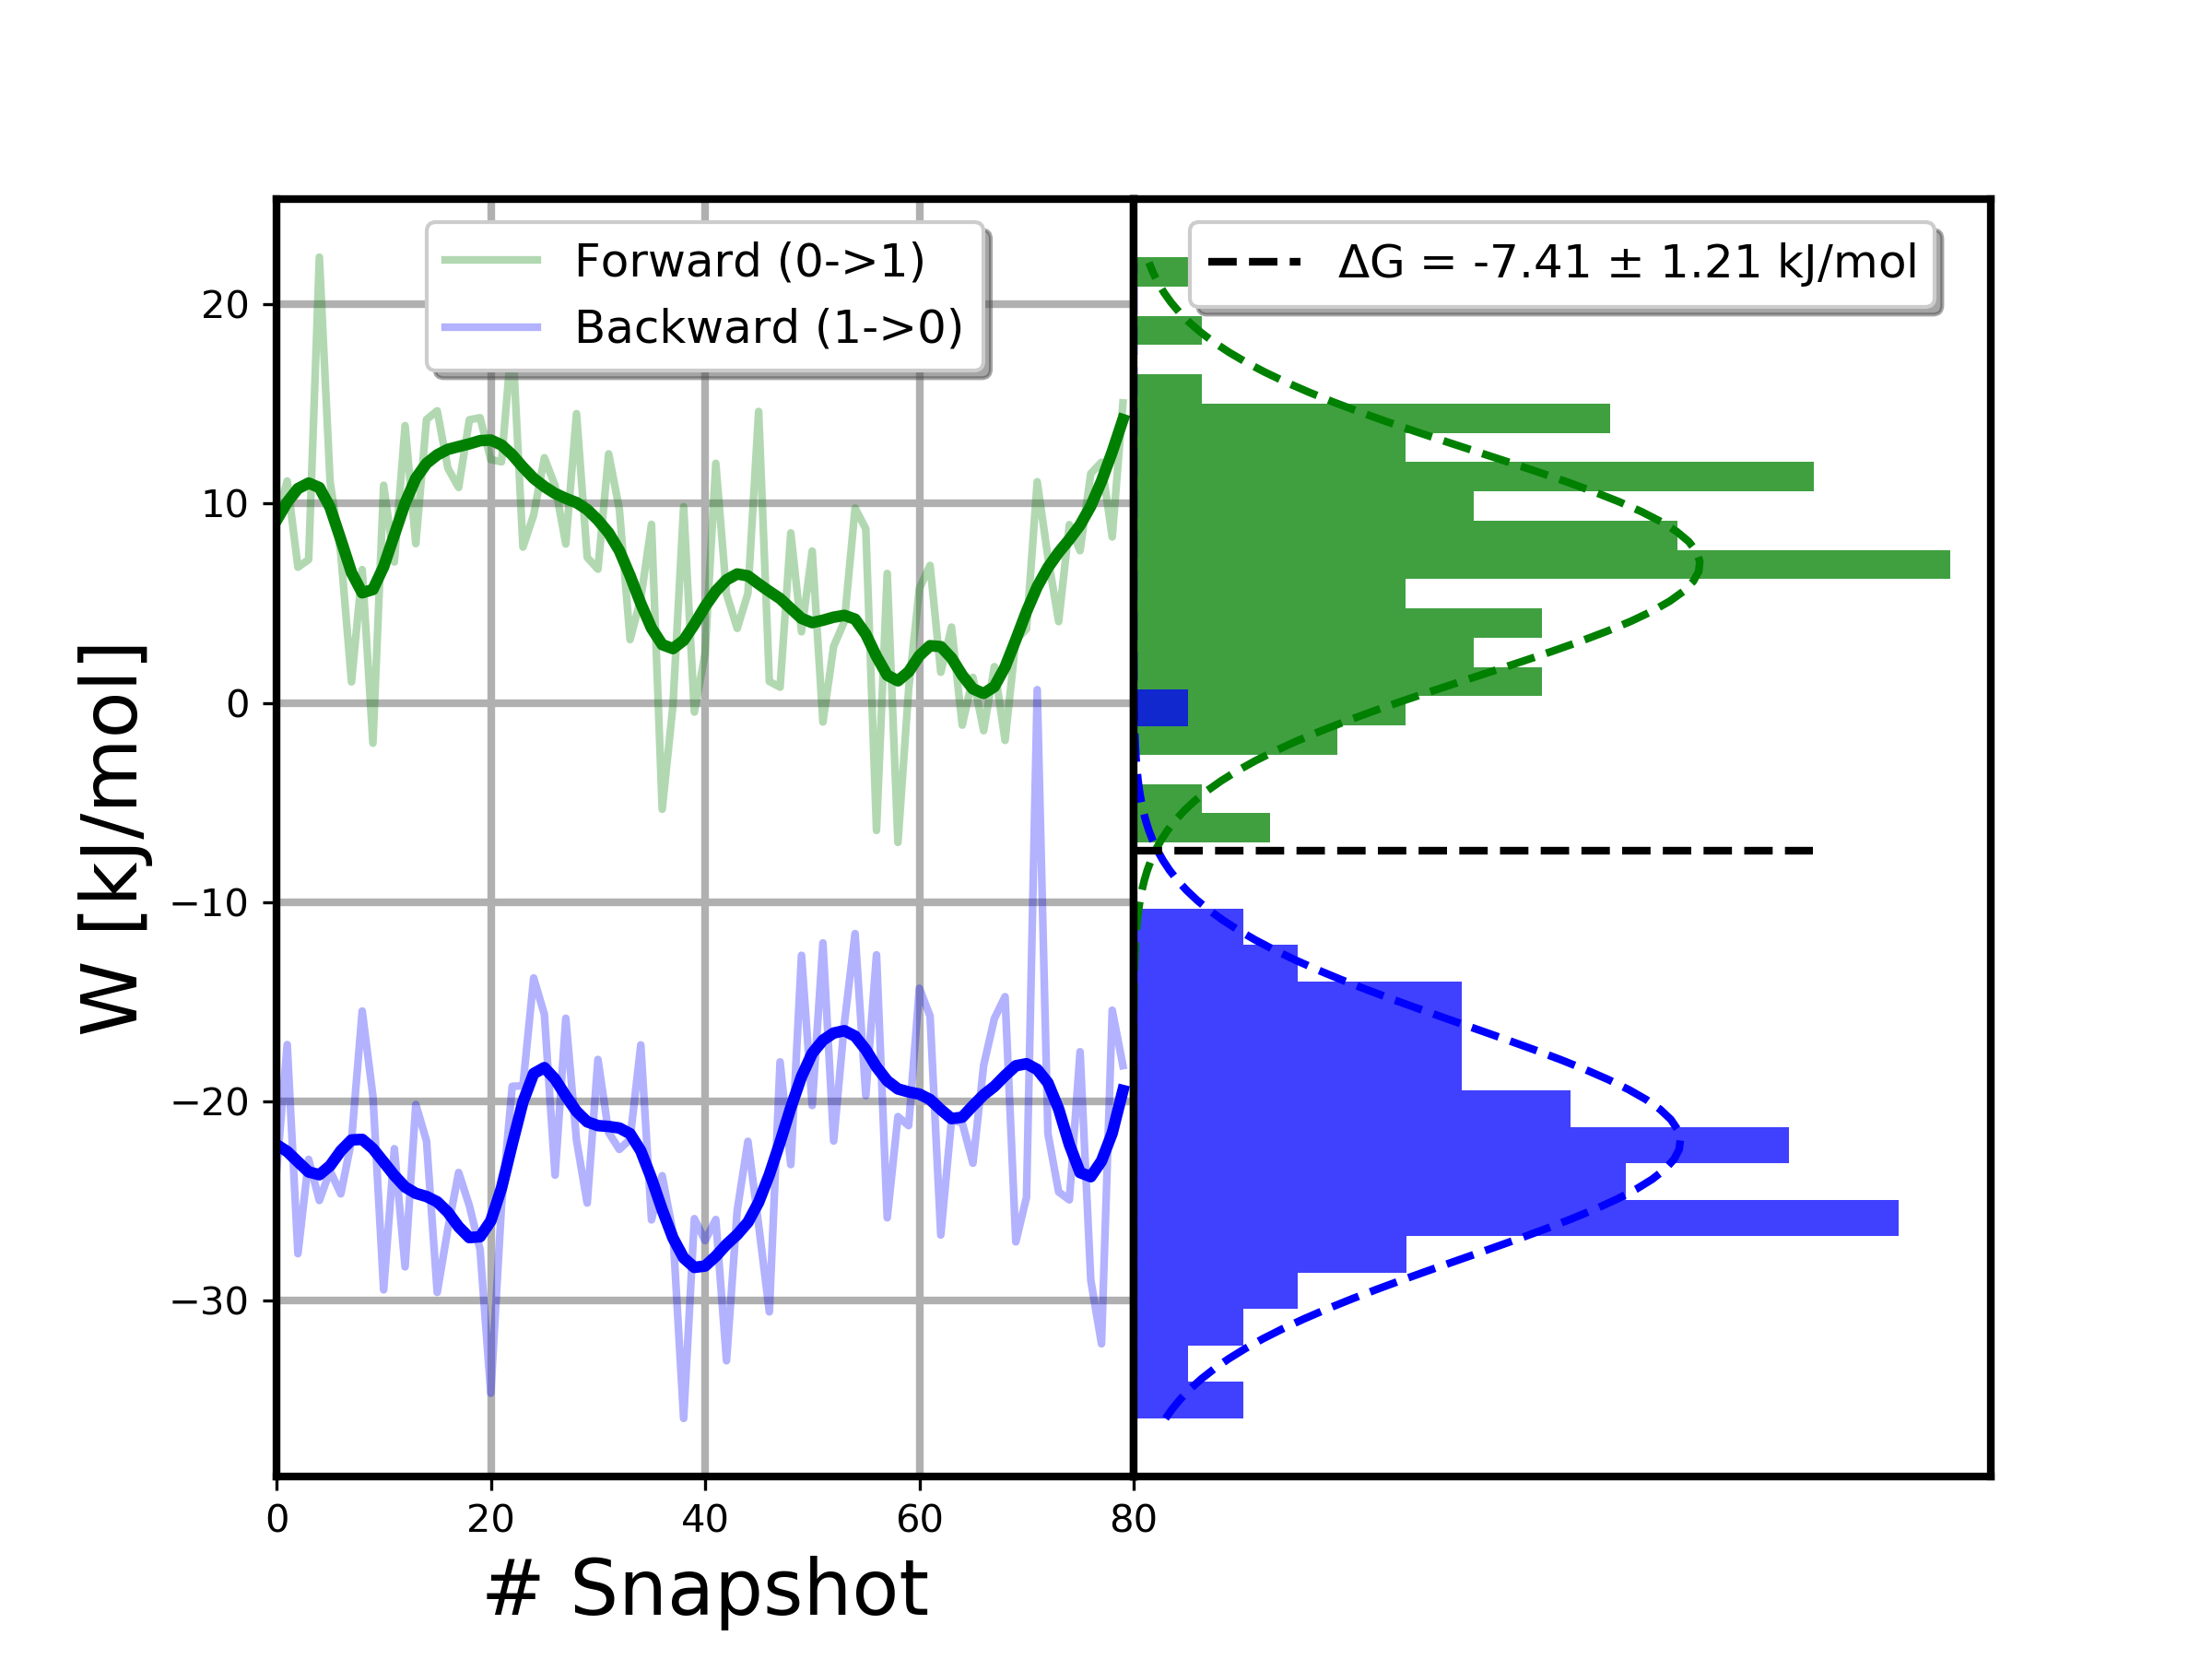 Forward (0->1)
Backward (1->0)
ΔG = -7.41 ± 1.21 kJ/mol
W [kJ/mol]
20
10
0
−10
−20
−30
0 20 40 60 80
# Snapshot